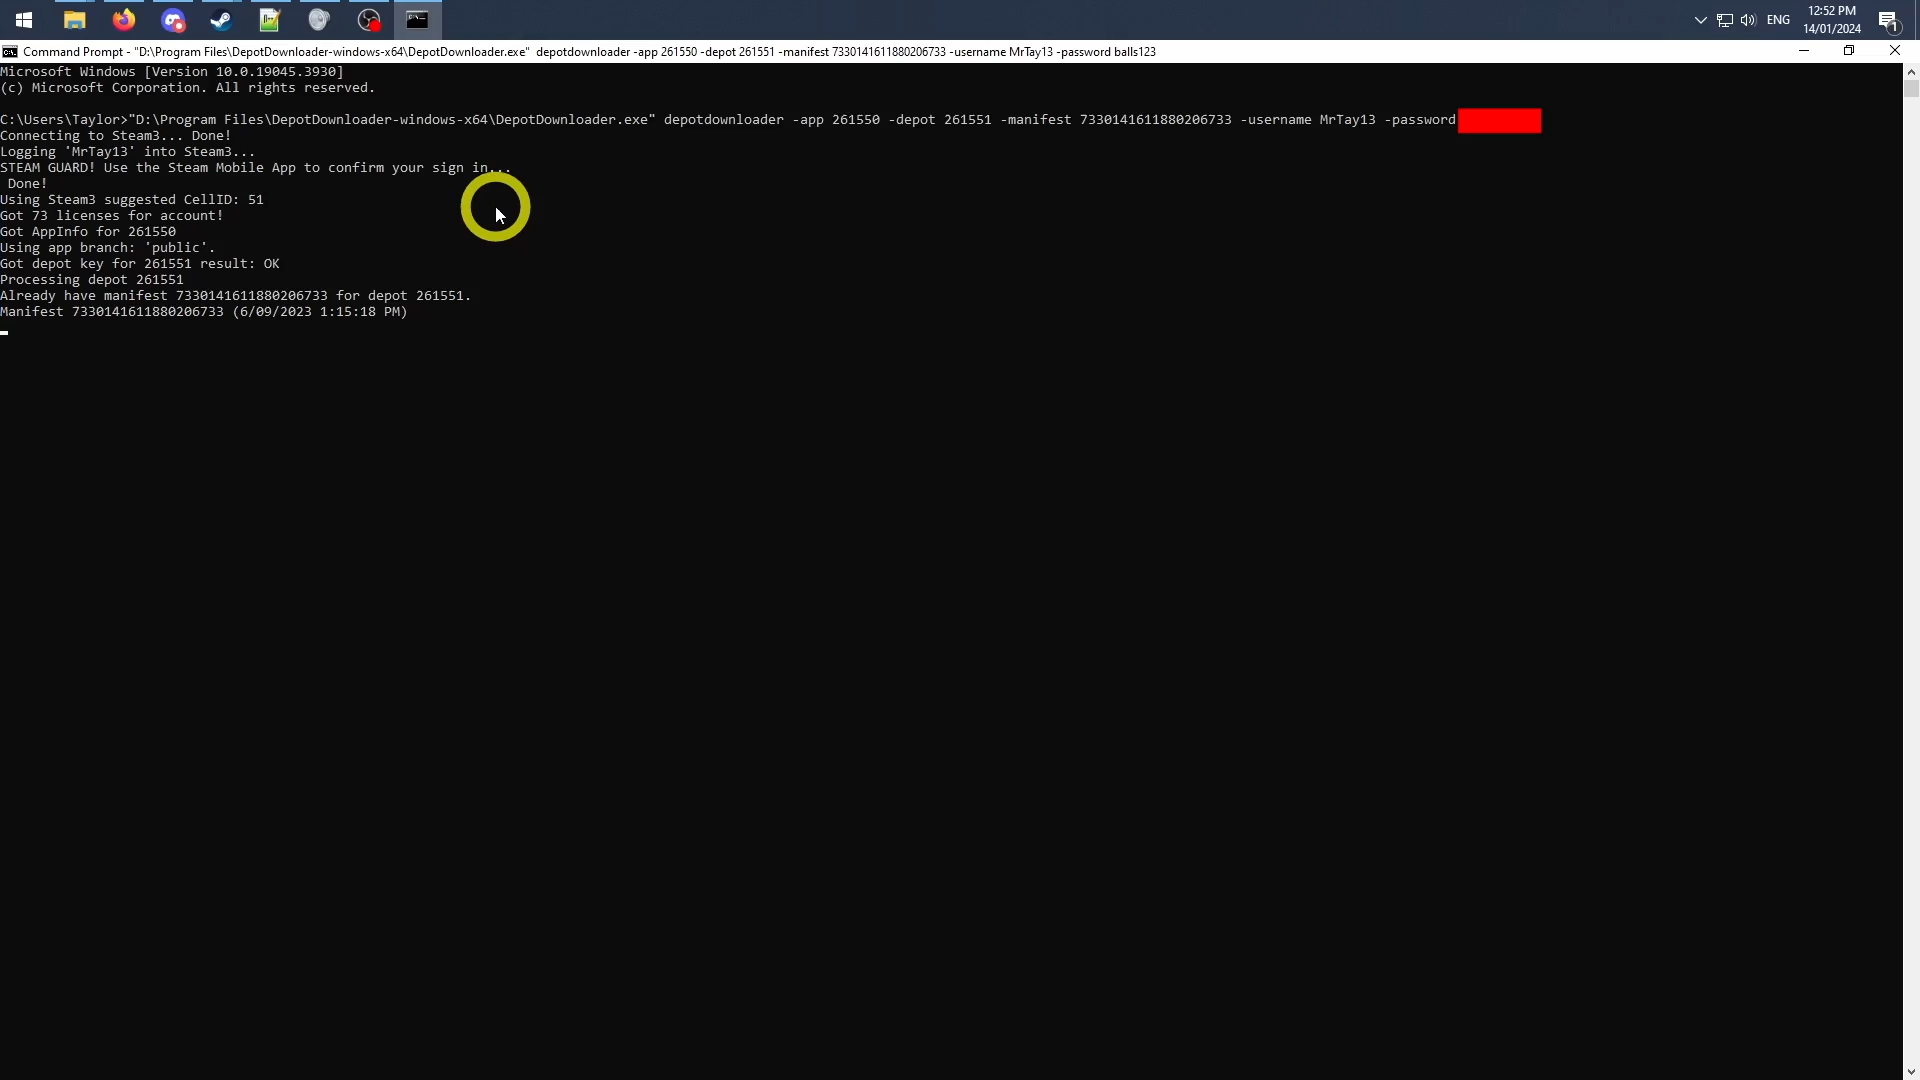 12:52 PM
ENG
14/01/2024
1
Command Prompt - "D:\Program Files\DepotDownloader-windows-x64\DepotDownloader.exe" depotdownloader -app 261550 -depot 261551 -manifest 7330141611880206733 -username MrTay13 -password balls123
Microsoft Windows [Version 10.0.19045.3930]
(c) Microsoft Corporation. All rights reserved.
C:\Users\Taylor>"D:\Program Files\DepotDownloader-windows-x64\DepotDownloader.exe" depotdownloader -app 261550 -depot 261551 -manifest 7330141611880206733 -username MrTay13 -password
Connecting to Steam3... Done!
Logging 'MrTay13' into Steam3...
STEAM GUARD! Use the Steam Mobile App to confirm your sign in...
Done!
Using Steam3 suggested CellID: 51
Got 73 licenses for account!
Got AppInfo for 261550
Using app branch: 'public'.
Got depot key for 261551 result: OK
Processing depot 261551
Already have manifest 7330141611880206733 for depot 261551.
Manifest 7330141611880206733 (6/09/2023 1:15:18 PM)